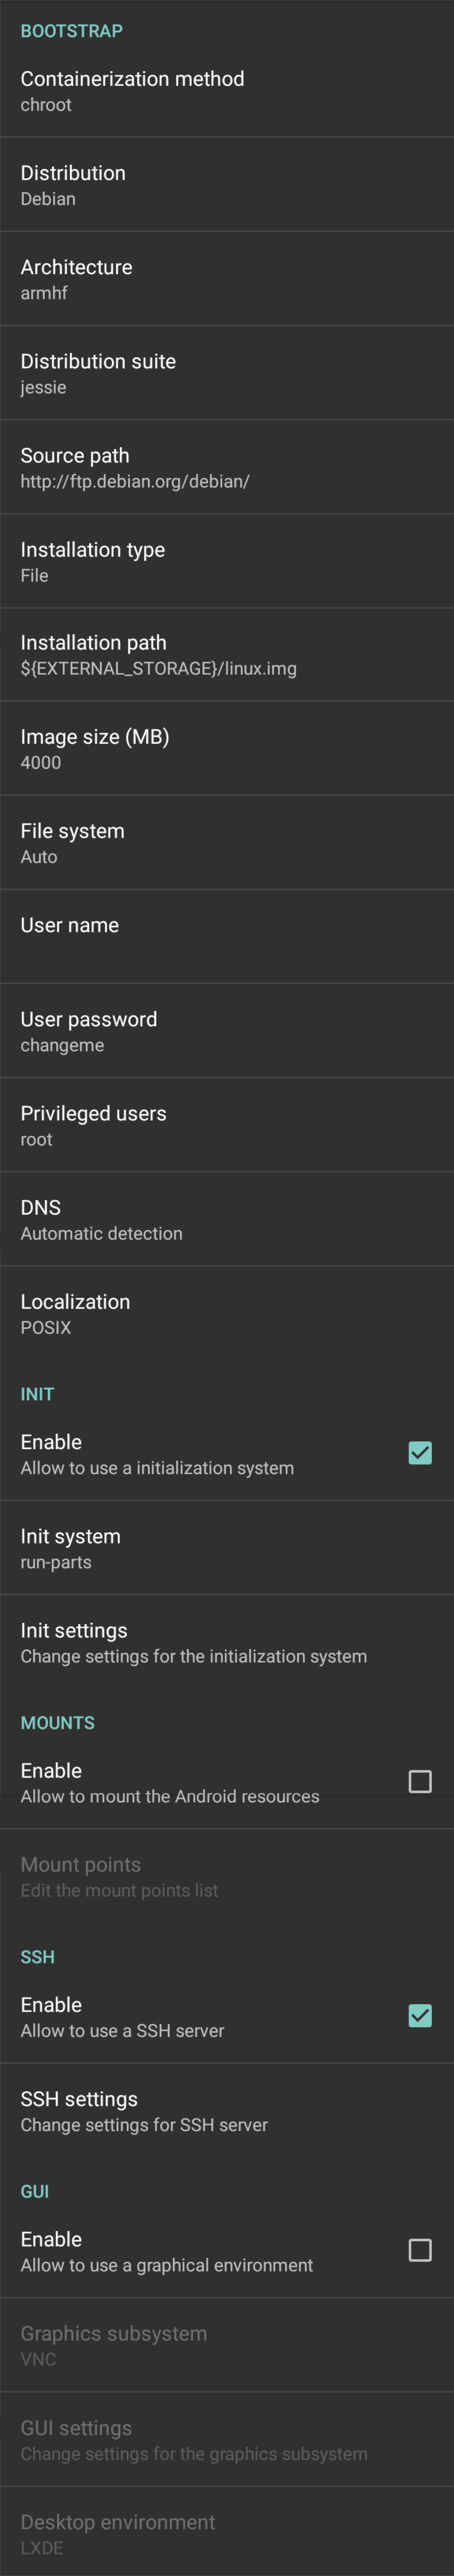 BOOTSTRAP
Containerization method
chroot
Distribution
Debian
Architecture
armhf
Distribution suite
jessie
Source path
http://ftp.debian.org/debian/
Installation type
File
Installation path
${EXTERNAL_STORAGE}/linux.img
Image size (MB)
4000
File system
Auto
User name
User password
changeme
Privileged users
root
DNS
Automatic detection
Localization
POSIX
INIT
Enable
Allow to use a initialization system
Init system
run-parts
Init settings
Change settings for the initialization system
MOUNTS
Enable
Allow to mount the Android resources
Mount points
Edit the mount points list
SSH
Enable
Allow to use a SSH server
SSH settings
Change settings for SSH server
GUI
Enable
Allow to use a graphical environment
Graphics subsystem
VNC
GUI settings
Change settings for the graphics subsystem
Desktop environment
LXDE